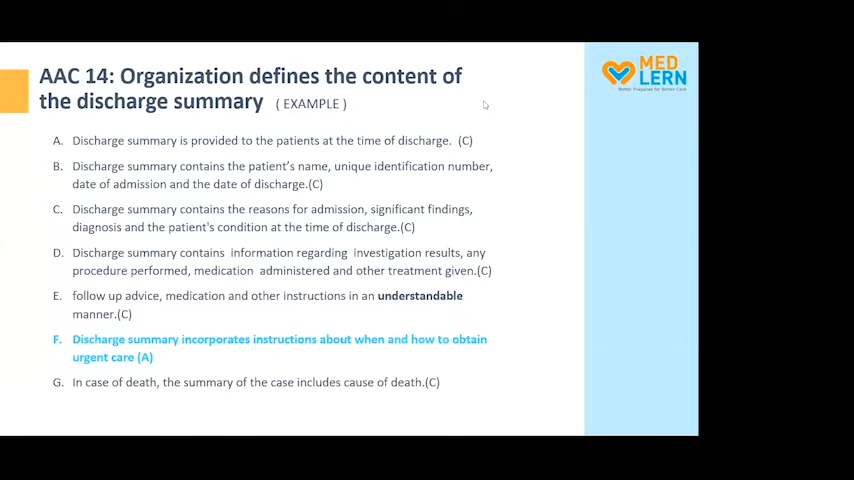 AAC 14: Organization defines the content of
the discharge summary ( EXAMPLE )
MED
LERN
Better Prepared for Better Care
A. Discharge summary is provided to the patients at the time of discharge. (C)
B. Discharge summary contains the patient's name, unique identification number,
date of admission and the date of discharge.(C)
C. Discharge summary contains the reasons for admission, significant findings,
diagnosis and the patient's condition at the time of discharge.(C)
D. Discharge summary contains information regarding investigation results, any
procedure performed, medication administered and other treatment given.(C)
E. follow up advice, medication and other instructions in an understandable
manner.(C)
F. Discharge summary incorporates instructions about when and how to obtain
urgent care (A)
G. In case of death, the summary of the case includes cause of death.(C)